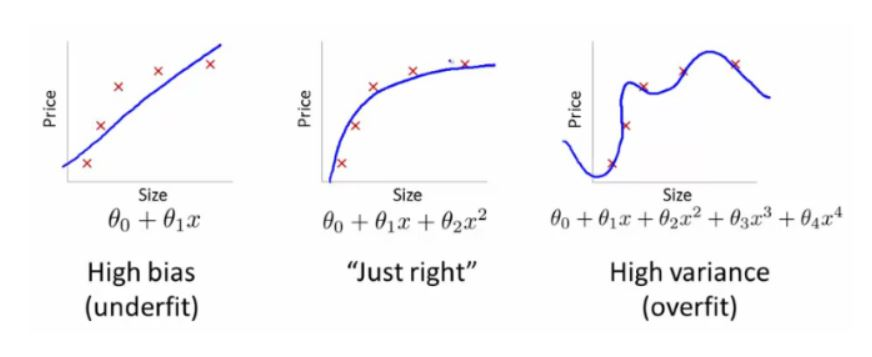 Price
Size
θ₀ + θ₁x
High bias
(underfit)
Price
Size
θ₀ + θ₁x + θ₂x²
“Just right”
Price
Size
θ₀ + θ₁x + θ₂x² + θ₃x³ + θ₄x⁴
High variance
(overfit)